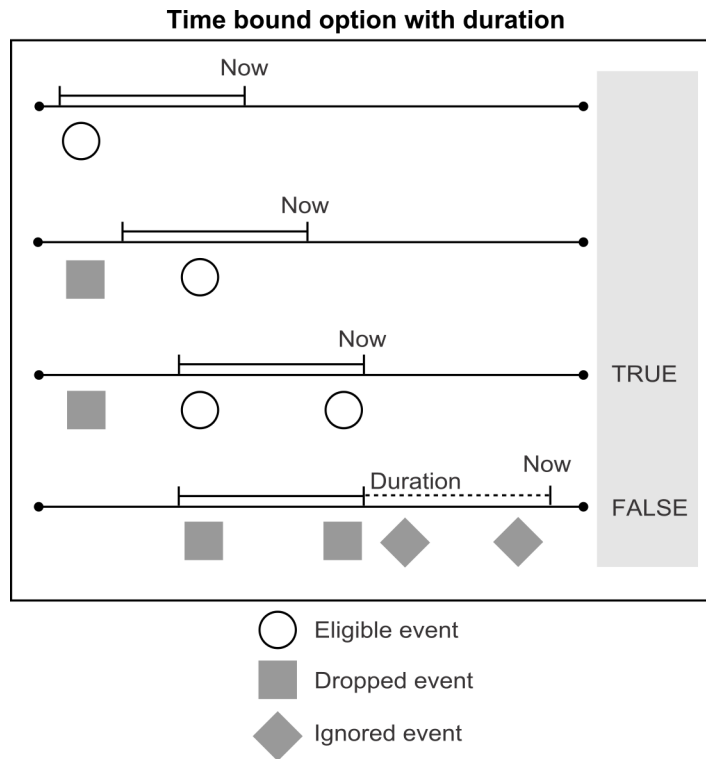 Time bound option with duration
Now
Now
Now
TRUE
Duration
Now
FALSE
Eligible event
Dropped event
Ignored event